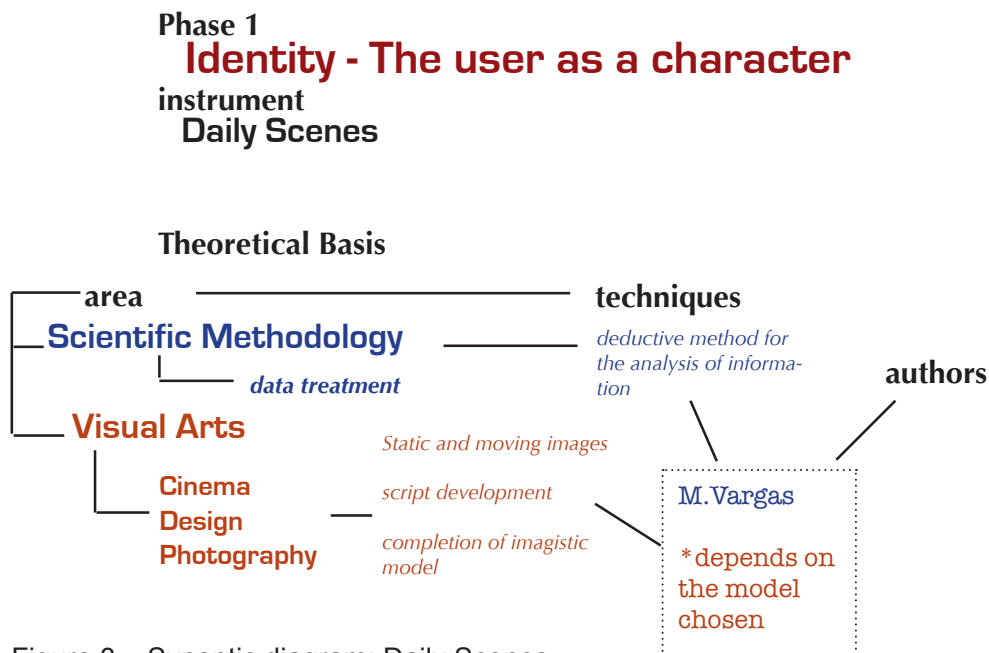 Phase 1
Identity - The user as a character
instrument
Daily Scenes
Theoretical Basis
area
techniques
Scientific Methodology
deductive method for
the analysis of informa-
tion
data treatment
authors
Visual Arts
Static and moving images
Cinema
script development
Design
Photography
completion of imagistic
model
M.Vargas
*depends on
the model
chosen